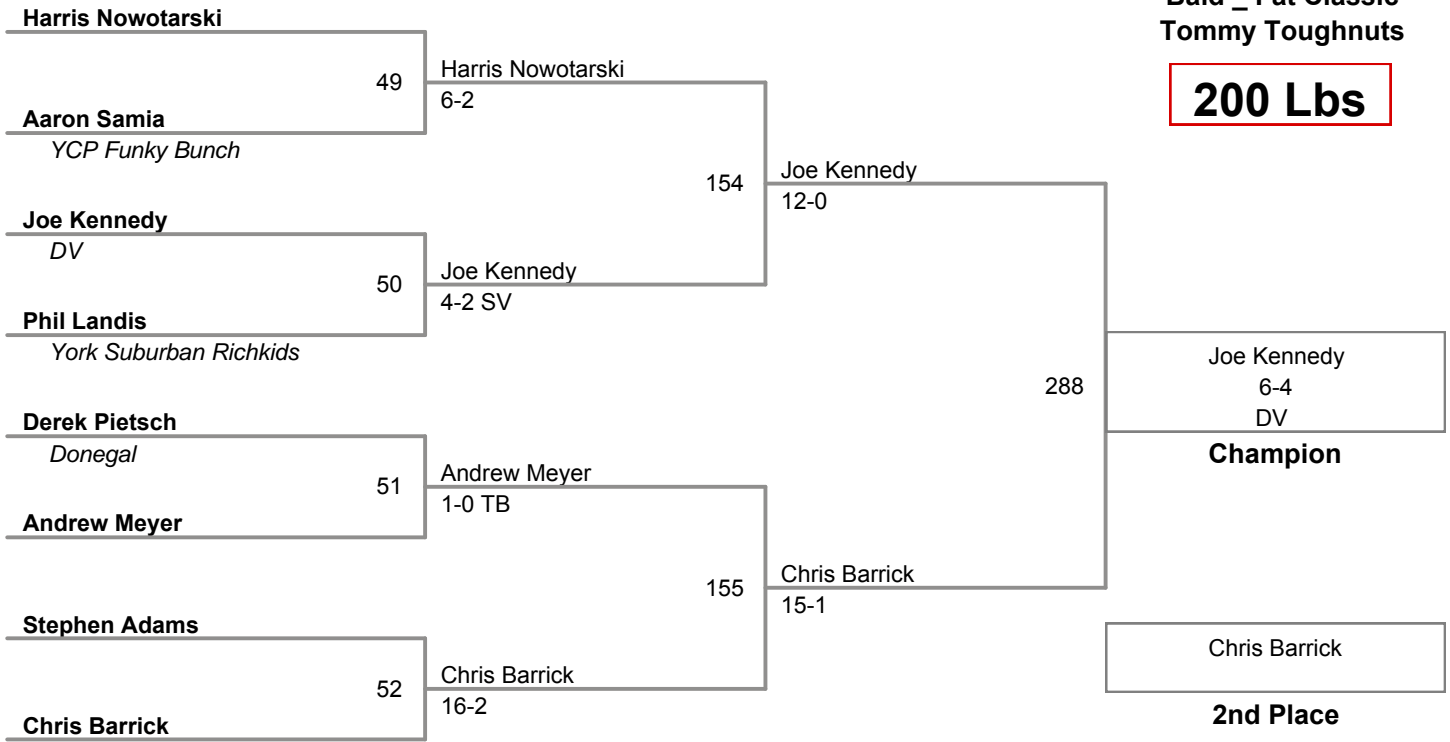 Bald _ Fat Classic
Tommy Toughnuts
200 Lbs
Harris Nowotarski
49
Harris Nowotarski
6-2
Aaron Samia
YCP Funky Bunch
154
Joe Kennedy
12-0
Joe Kennedy
DV
50
Joe Kennedy
4-2 SV
Phil Landis
York Suburban Richkids
288
Joe Kennedy
6-4
DV
Champion
Derek Pietsch
Donegal
51
Andrew Meyer
1-0 TB
Andrew Meyer
155
Chris Barrick
15-1
Stephen Adams
52
Chris Barrick
16-2
Chris Barrick
Chris Barrick
2nd Place